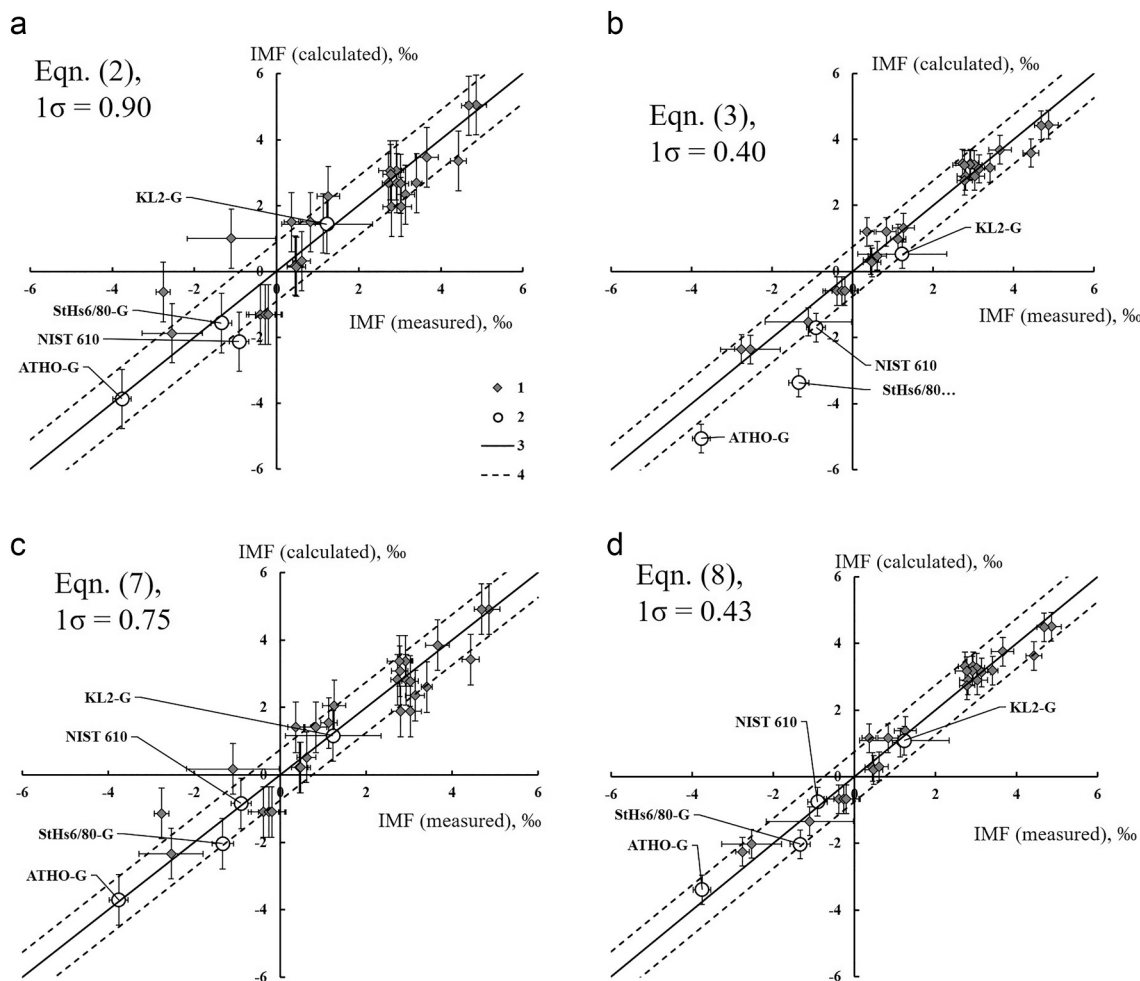 a
Eqn. (2),
1σ = 0.90
IMF (calculated), ‰
6
4
2
0
-2
-4
-6
-6
-4
-2
0
2
4
6
IMF (measured), ‰
KL2-G
StHs6/80-G
NIST 610
ATHO-G
1
2
3
4
b
Eqn. (3),
1σ = 0.40
IMF (calculated), ‰
6
4
2
0
-2
-4
-6
-6
-4
-2
0
2
4
6
IMF (measured), ‰
KL2-G
NIST 610
StHs6/80…
ATHO-G
c
Eqn. (7),
1σ = 0.75
IMF (calculated), ‰
6
4
2
0
-2
-4
-6
-6
-4
-2
0
2
4
6
IMF (measured), ‰
KL2-G
NIST 610
StHs6/80-G
ATHO-G
d
Eqn. (8),
1σ = 0.43
IMF (calculated), ‰
6
4
2
0
-2
-4
-6
-6
-4
-2
0
2
4
6
IMF (measured), ‰
NIST 610
KL2-G
StHs6/80-G
ATHO-G